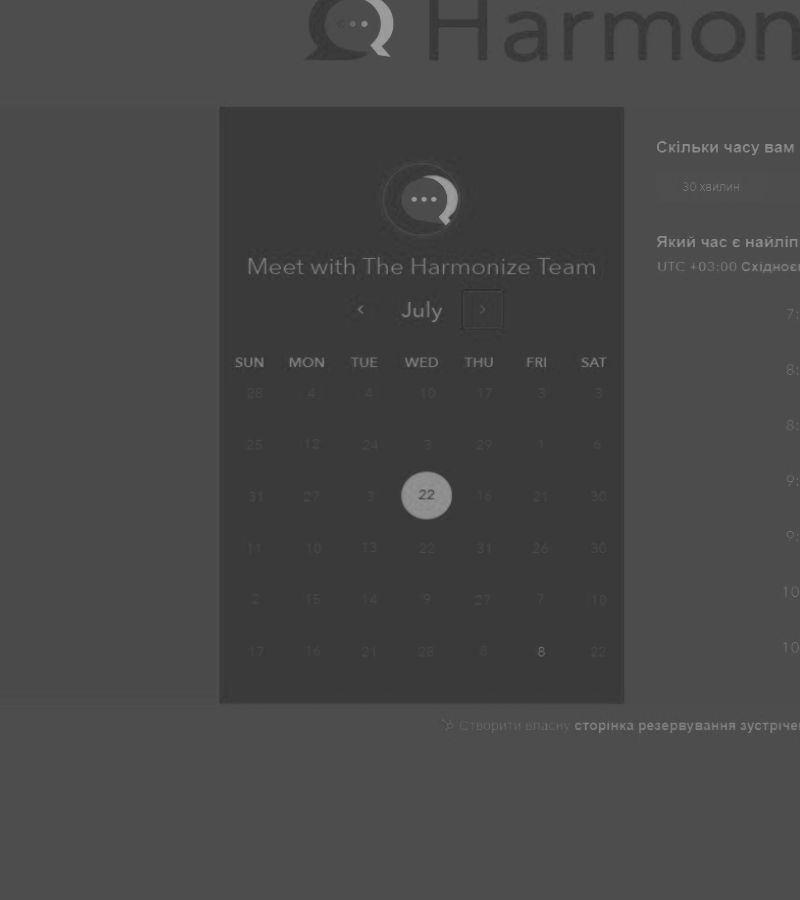 Harmon
Meet with The Harmonize Team
July
SUN MON TUE WED THU FRI SAT
28 4 4 10 17 3 3
25 12 24 3 29 1 6
31 27 3 22 16 21 30
11 10 13 22 31 26 30
2 15 14 9 27 7 10
17 16 21 28 8 8 22
Скільки часу вам
30 хвилин
Який час є найліп
UTC +03:00 Східноєв
7:
8:
8:
9:
9:
10
10
Створити власну сторінка резервування зустрічей